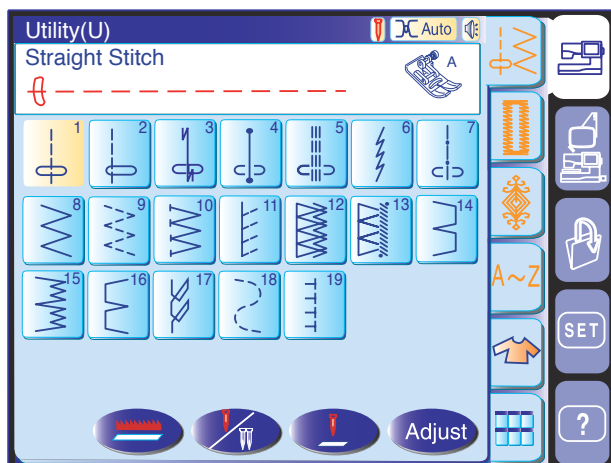 Utility(U) Auto
Straight Stitch A
1 2 3 4 5 6 7
8 9 10 11 12 13 14
15 16 17 18 19
Adjust
A~Z
SET
?